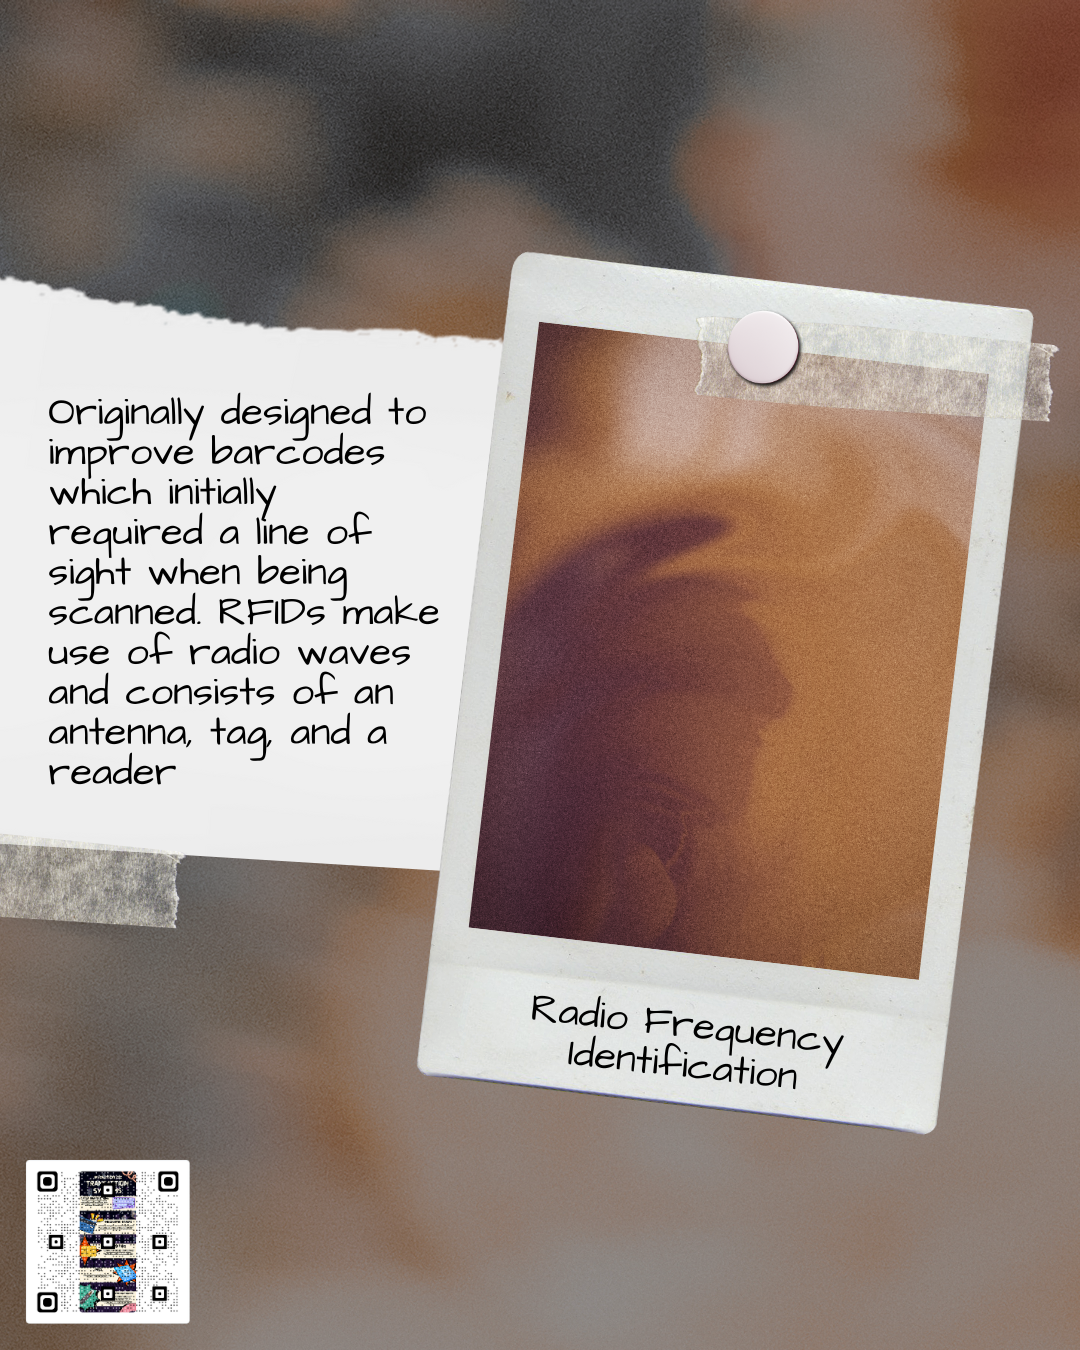 Originally designed to
improve barcodes
which initially
required a line of
sight when being
scanned. RFIDs make
use of radio waves
and consists of an
antenna, tag, and a
reader
Radio Frequency
Identification